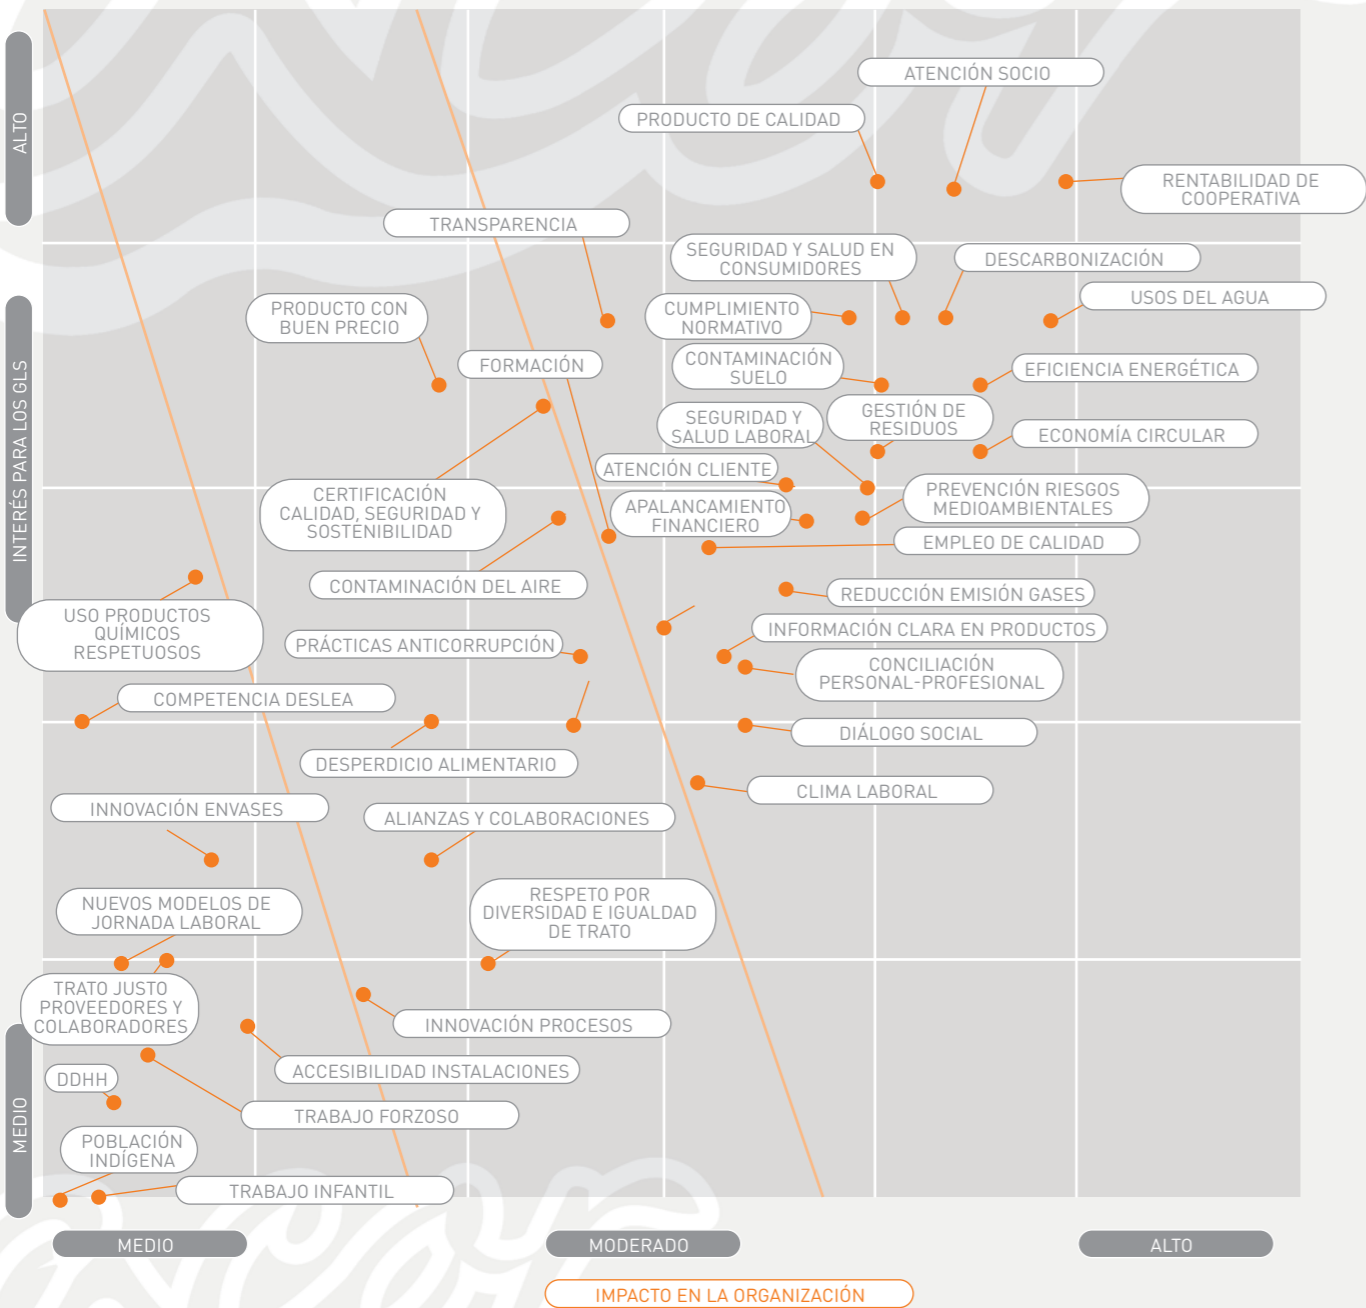 ALTO
INTERÉS PARA LOS GLS
MEDIO
ATENCIÓN SOCIO
PRODUCTO DE CALIDAD
RENTABILIDAD DE
COOPERATIVA
TRANSPARENCIA
SEGURIDAD Y SALUD EN
CONSUMIDORES
DESCARBONIZACIÓN
USOS DEL AGUA
PRODUCTO CON
BUEN PRECIO
CUMPLIMIENTO
NORMATIVO
FORMACIÓN
CONTAMINACIÓN
SUELO
EFICIENCIA ENERGÉTICA
SEGURIDAD Y
SALUD LABORAL
GESTIÓN DE
RESIDUOS
ECONOMÍA CIRCULAR
ATENCIÓN CLIENTE
CERTIFICACIÓN
CALIDAD, SEGURIDAD Y
SOSTENIBILIDAD
APALANCAMIENTO
FINANCIERO
PREVENCIÓN RIESGOS
MEDIOAMBIENTALES
EMPLEO DE CALIDAD
CONTAMINACIÓN DEL AIRE
REDUCCIÓN EMISIÓN GASES
USO PRODUCTOS
QUÍMICOS
RESPETUOSOS
PRÁCTICAS ANTICORRUPCIÓN
INFORMACIÓN CLARA EN PRODUCTOS
CONCILIACIÓN
PERSONAL-PROFESIONAL
COMPETENCIA DESLEA
DIÁLOGO SOCIAL
DESPERDICIO ALIMENTARIO
CLIMA LABORAL
INNOVACIÓN ENVASES
ALIANZAS Y COLABORACIONES
NUEVOS MODELOS DE
JORNADA LABORAL
RESPETO POR
DIVERSIDAD E IGUALDAD
DE TRATO
TRATO JUSTO
PROVEEDORES Y
COLABORADORES
INNOVACIÓN PROCESOS
ACCESIBILIDAD INSTALACIONES
DDHH
TRABAJO FORZOSO
POBLACIÓN
INDÍGENA
TRABAJO INFANTIL
MEDIO
MODERADO
ALTO
IMPACTO EN LA ORGANIZACIÓN